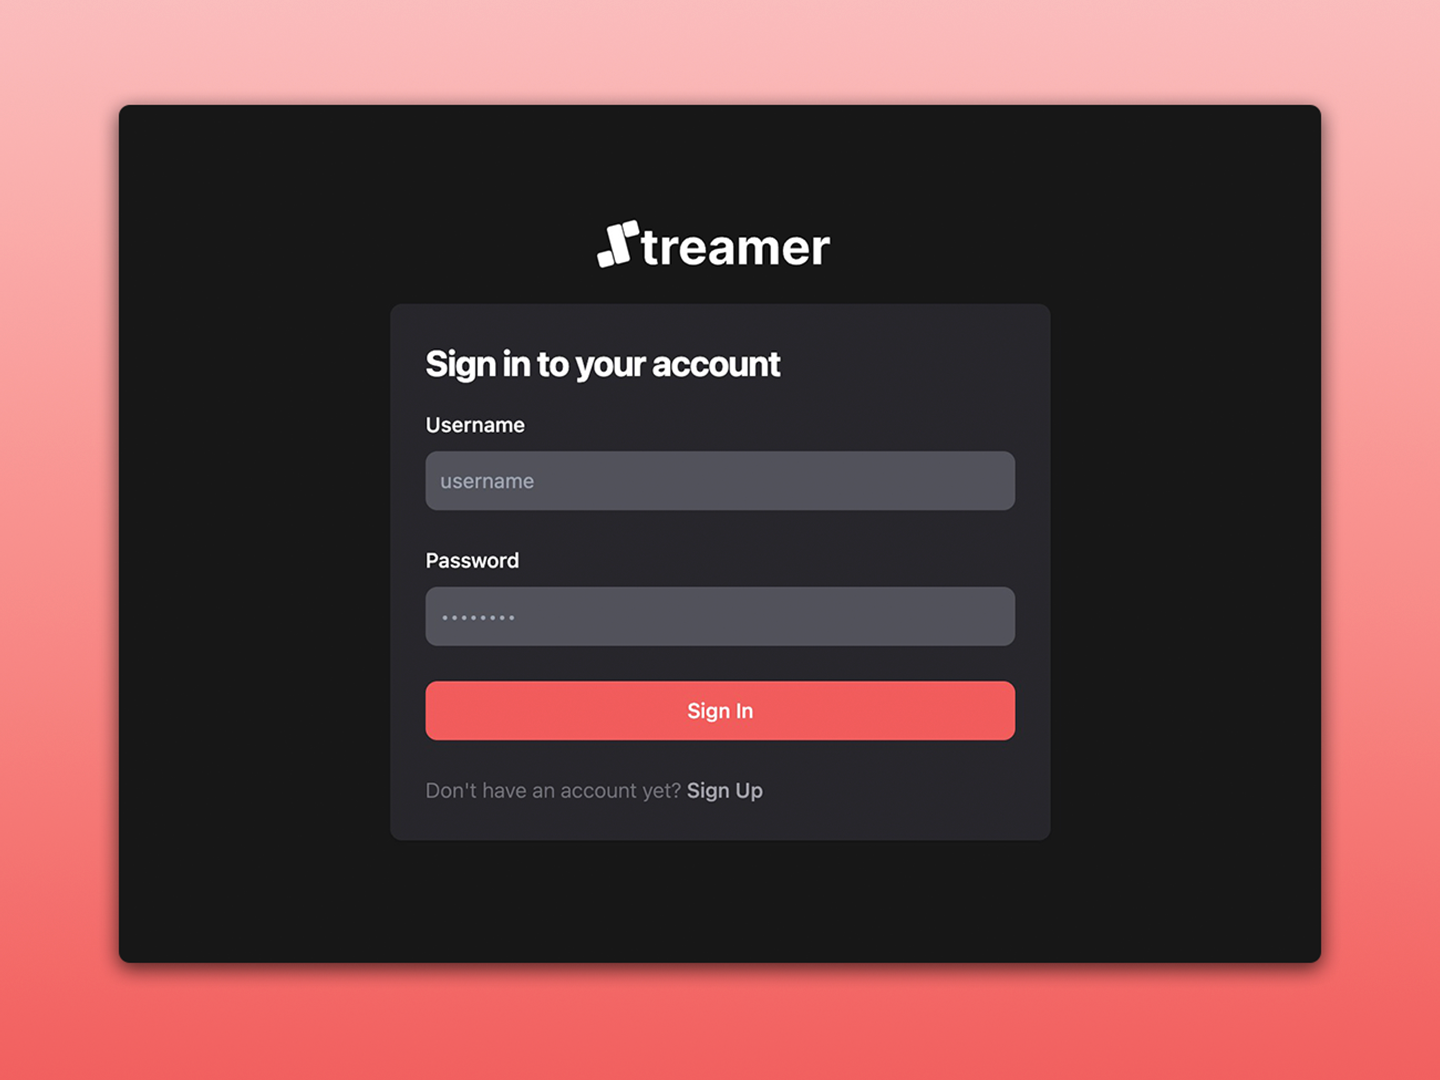 Streamer
Sign in to your account
Username
username
Password
••••••••
Sign In
Don't have an account yet? Sign Up